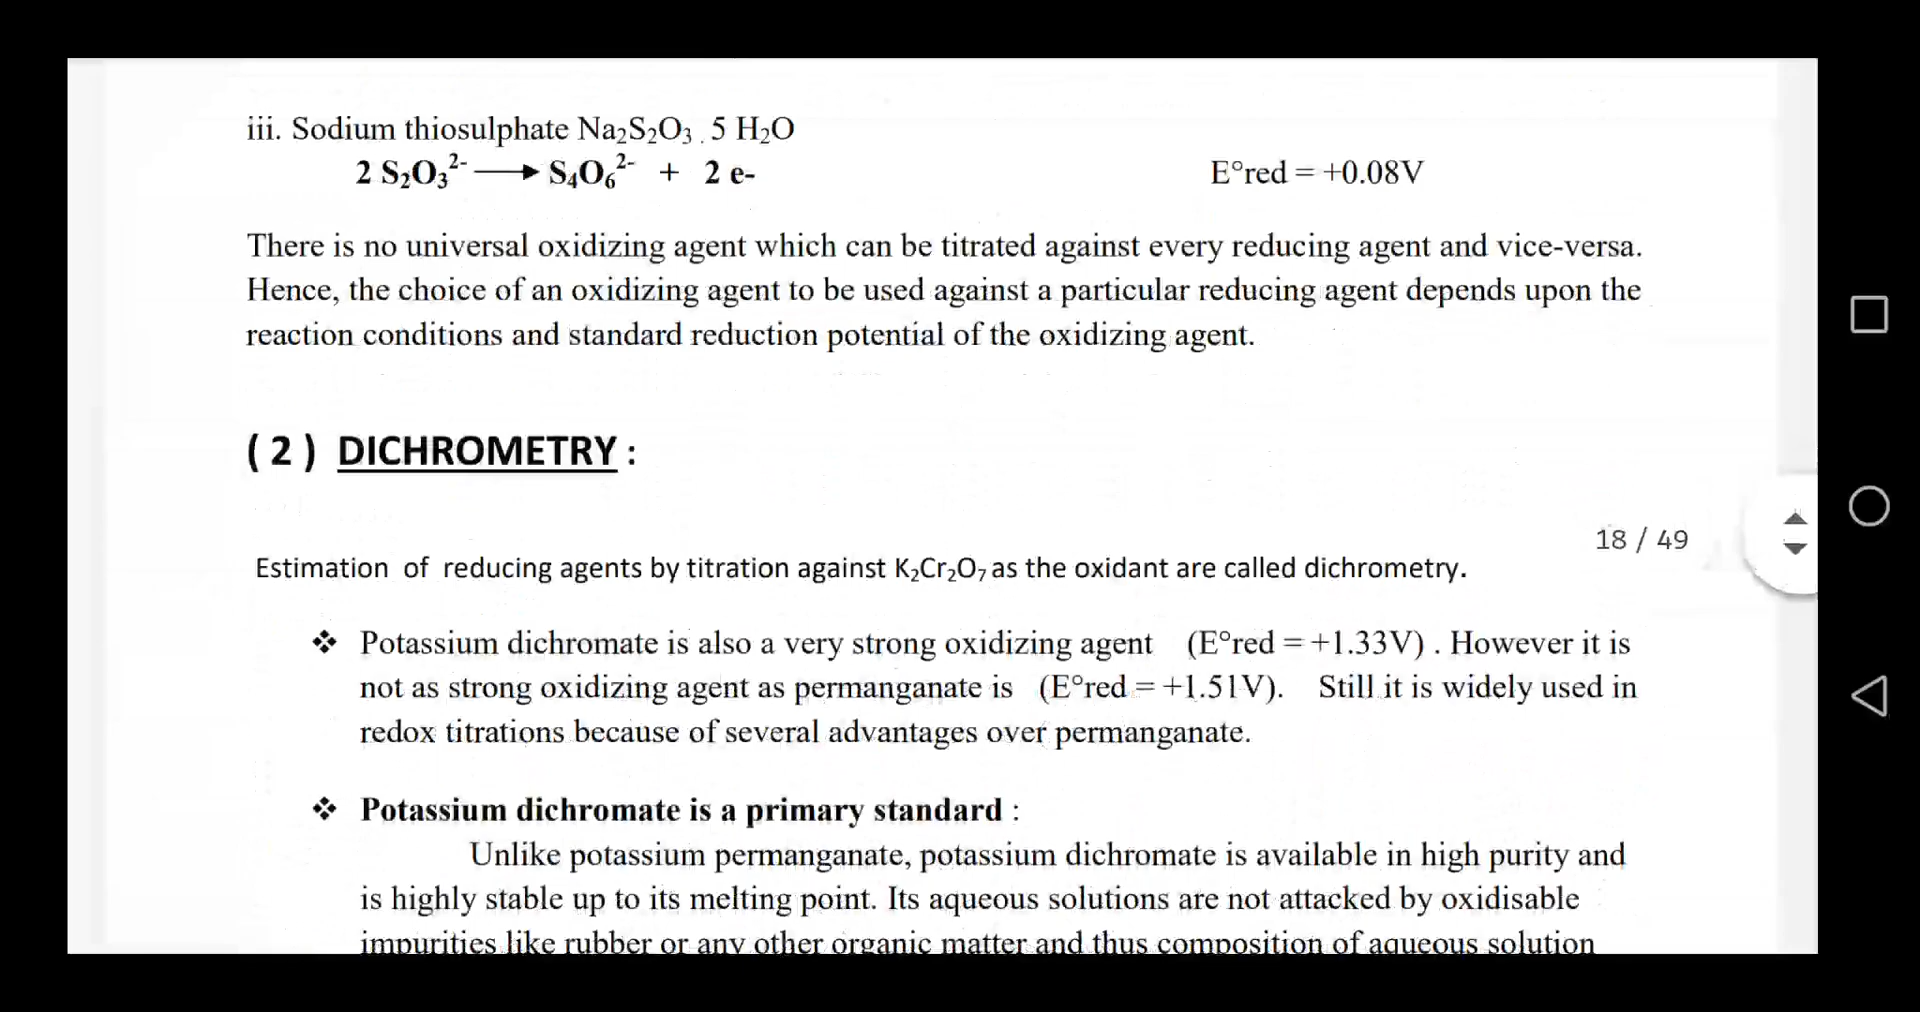 iii. Sodium thiosulphate Na₂S₂O₃ . 5 H₂O
2 S₂O₃²⁻ ⟶ S₄O₆²⁻ + 2 e- E°red = +0.08V
There is no universal oxidizing agent which can be titrated against every reducing agent and vice-versa.
Hence, the choice of an oxidizing agent to be used against a particular reducing agent depends upon the
reaction conditions and standard reduction potential of the oxidizing agent.
( 2 ) DICHROMETRY :
18 / 49
Estimation of reducing agents by titration against K₂Cr₂O₇ as the oxidant are called dichrometry.
❖ Potassium dichromate is also a very strong oxidizing agent (E°red = +1.33V) . However it is
not as strong oxidizing agent as permanganate is (E°red = +1.51V). Still it is widely used in
redox titrations because of several advantages over permanganate.
❖ Potassium dichromate is a primary standard :
Unlike potassium permanganate, potassium dichromate is available in high purity and
is highly stable up to its melting point. Its aqueous solutions are not attacked by oxidisable
impurities like rubber or any other organic matter and thus composition of aqueous solution